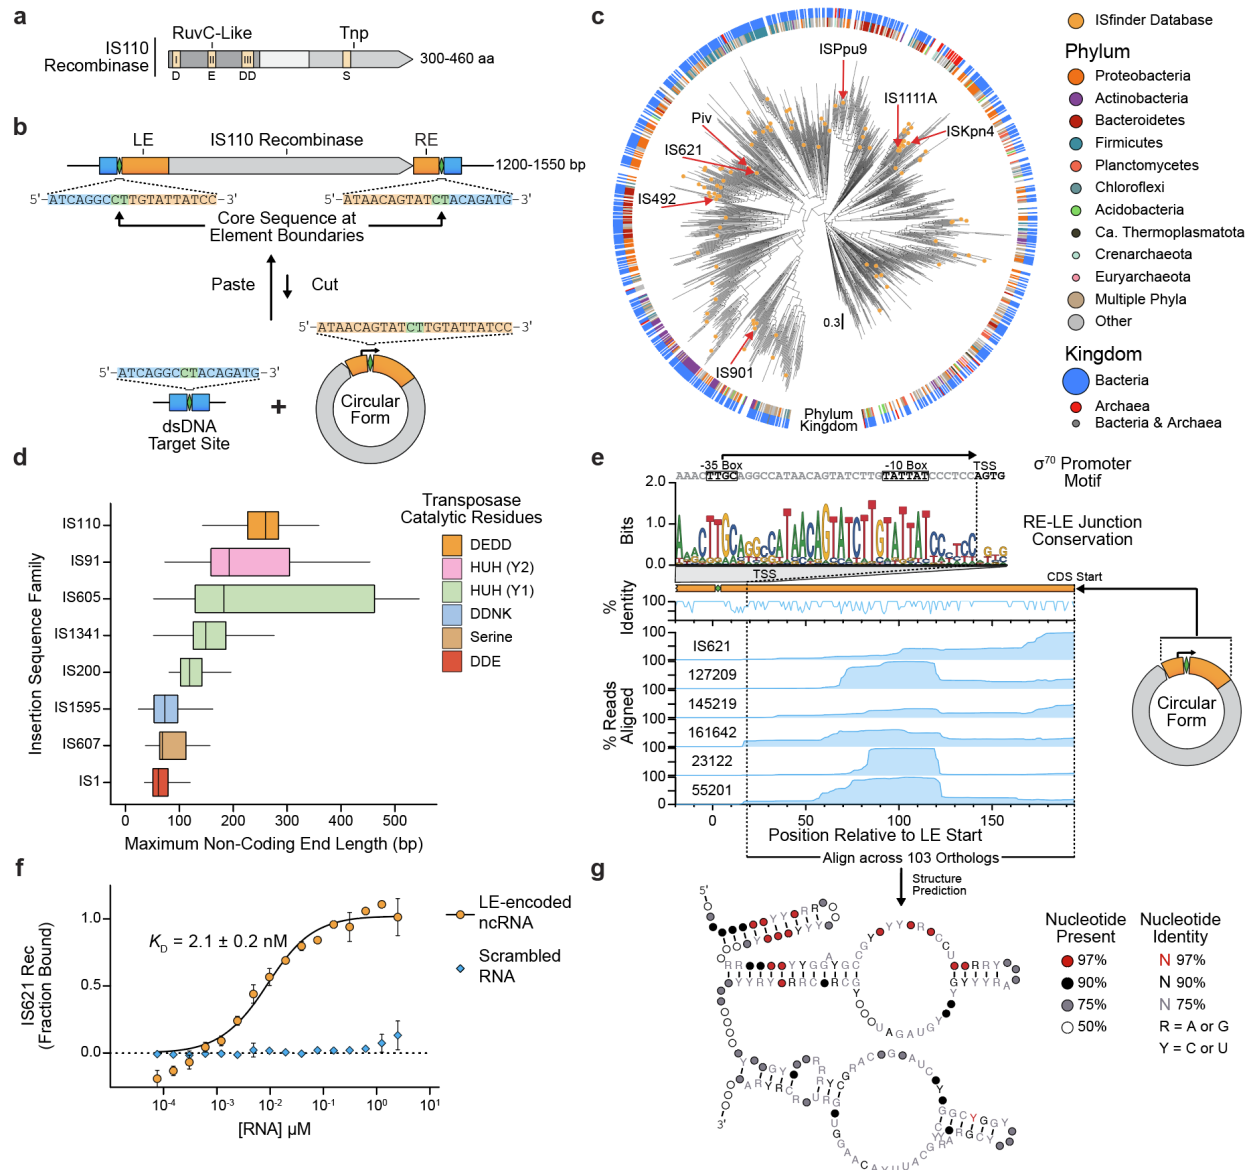 a
RuvC-Like
Tnp
IS110
Recombinase
I
II
III
D
E
DD
S
300-460 aa
b
LE
IS110 Recombinase
RE
1200-1550 bp
5'-ATCAGGCCTTGTATTATCC-3'
5'-ATAACAGTATCTACAGATG-3'
Core Sequence at
Element Boundaries
Paste
Cut
5'-ATAACAGTATCTTGTATTATCC-3'
5'-ATCAGGCCTACAGATG-3'
+
dsDNA
Target Site
Circular
Form
c
ISPpu9
IS1111A
ISKpn4
Piv
IS621
IS492
IS901
0.3
Phylum
Kingdom
ISfinder Database
Phylum
Proteobacteria
Actinobacteria
Bacteroidetes
Firmicutes
Planctomycetes
Chloroflexi
Acidobacteria
Ca. Thermoplasmatota
Crenarchaeota
Euryarchaeota
Multiple Phyla
Other
Kingdom
Bacteria
Archaea
Bacteria & Archaea
d
Insertion Sequence Family
IS110
IS91
IS605
IS1341
IS200
IS1595
IS607
IS1
0 100 200 300 400 500
Maximum Non-Coding End Length (bp)
Transposase
Catalytic Residues
DEDD
HUH (Y2)
HUH (Y1)
DDNK
Serine
DDE
e
-35 Box
-10 Box
TSS
AAACTTGCAGGCCATAACAGTATCTTGTATTATCCCTCCAGTG
σ70 Promoter
Motif
Bits
2.0
1.0
0.0
RE-LE Junction
Conservation
TSS
CDS Start
%
Identity
100
% Reads
Aligned
100
IS621
100
127209
100
145219
100
161642
100
23122
100
55201
0
0 50 100 150
Position Relative to LE Start
Align across 103 Orthologs
Structure
Prediction
Circular
Form
f
IS621 Rec
(Fraction Bound)
1.0
0.5
0.0
KD = 2.1 ± 0.2 nM
10-4 10-3 10-2 10-1 100 101
[RNA] µM
LE-encoded
ncRNA
Scrambled
RNA
g
5'
3'
Nucleotide
Present
97%
90%
75%
50%
Nucleotide
Identity
N 97%
N 90%
N 75%
R = A or G
Y = C or U